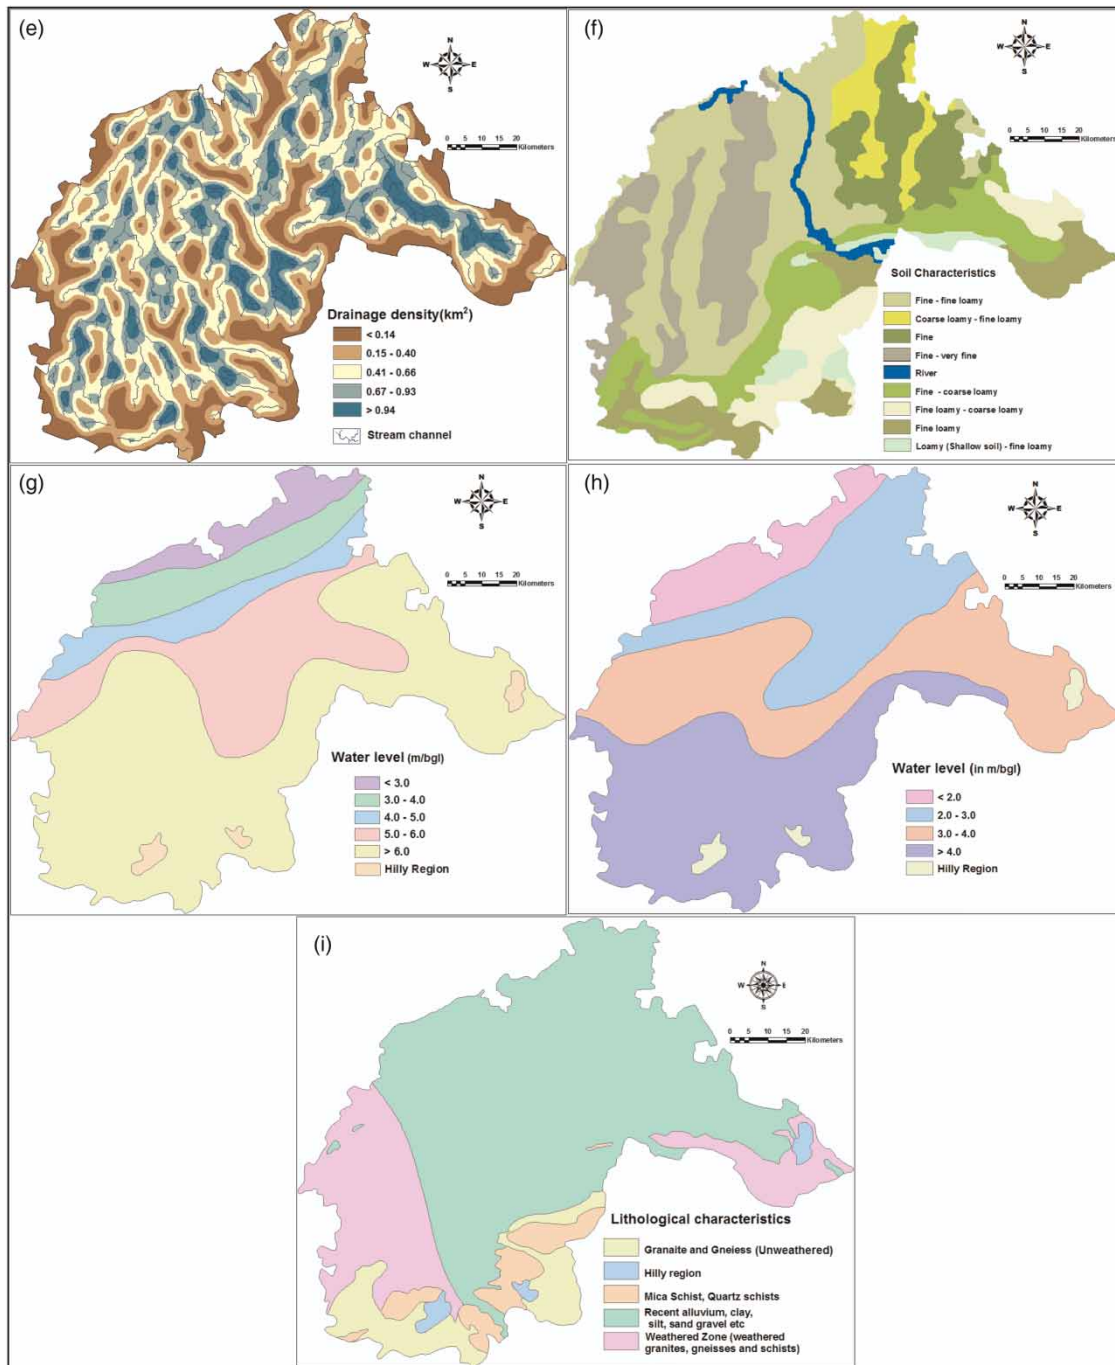 (e)
N
W E
S
0 5 10 15 20
Kilometers
Drainage density(km²)
< 0.14
0.15 - 0.40
0.41 - 0.66
0.67 - 0.93
> 0.94
Stream channel
(f)
N
W E
S
0 5 10 15 20
Kilometers
Soil Characteristics
Fine - fine loamy
Coarse loamy - fine loamy
Fine
Fine - very fine
River
Fine - coarse loamy
Fine loamy - coarse loamy
Fine loamy
Loamy (Shallow soil) - fine loamy
(g)
N
W E
S
0 5 10 15 20
Kilometers
Water level (m/bgl)
< 3.0
3.0 - 4.0
4.0 - 5.0
5.0 - 6.0
> 6.0
Hilly Region
(h)
N
W E
S
0 5 10 15 20
Kilometers
Water level (in m/bgl)
< 2.0
2.0 - 3.0
3.0 - 4.0
> 4.0
Hilly Region
(i)
N
W E
S
0 5 10 15 20
Kilometers
Lithological characteristics
Granaite and Gneiess (Unweathered)
Hilly region
Mica Schist, Quartz schists
Recent alluvium, clay,
silt, sand gravel etc
Weathered Zone (weathered
granites, gneisses and schists)